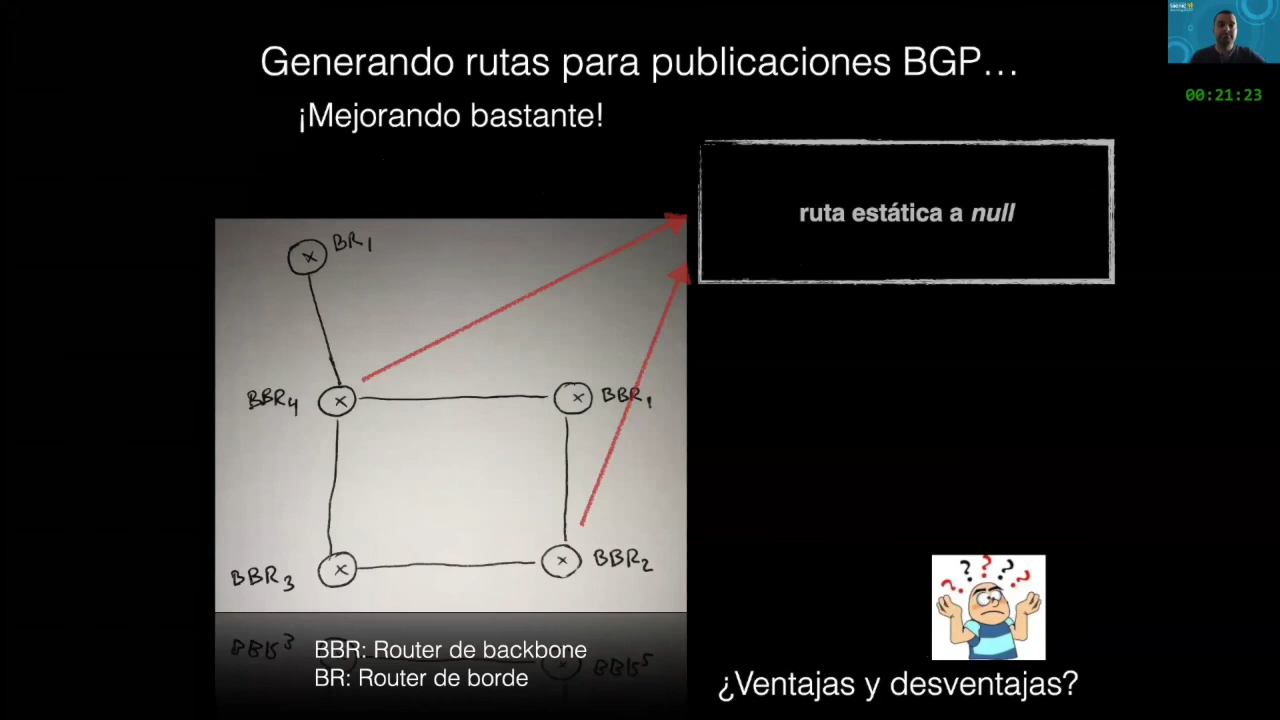 Generando rutas para publicaciones BGP...
¡Mejorando bastante!
00:21:23
ruta estática a null
BR1
BBR4
BBR1
BBR3
BBR2
BBR: Router de backbone
BR: Router de borde
¿Ventajas y desventajas?